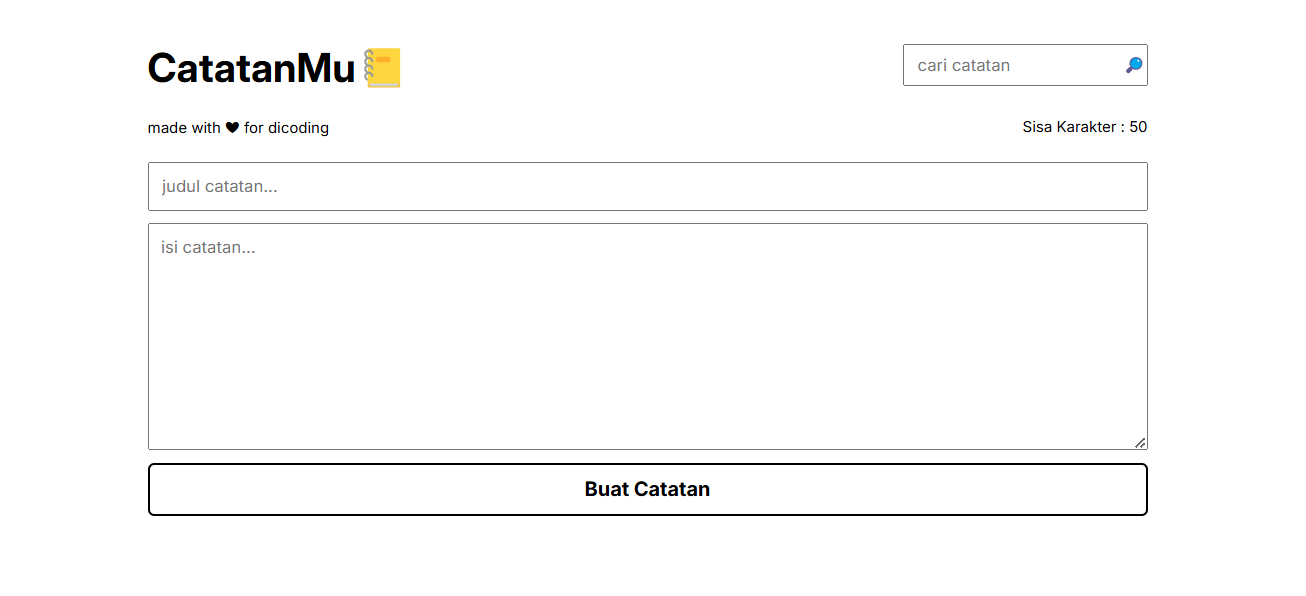 CatatanMu
cari catatan
made with ♥ for dicoding
Sisa Karakter : 50
judul catatan...
isi catatan...
Buat Catatan